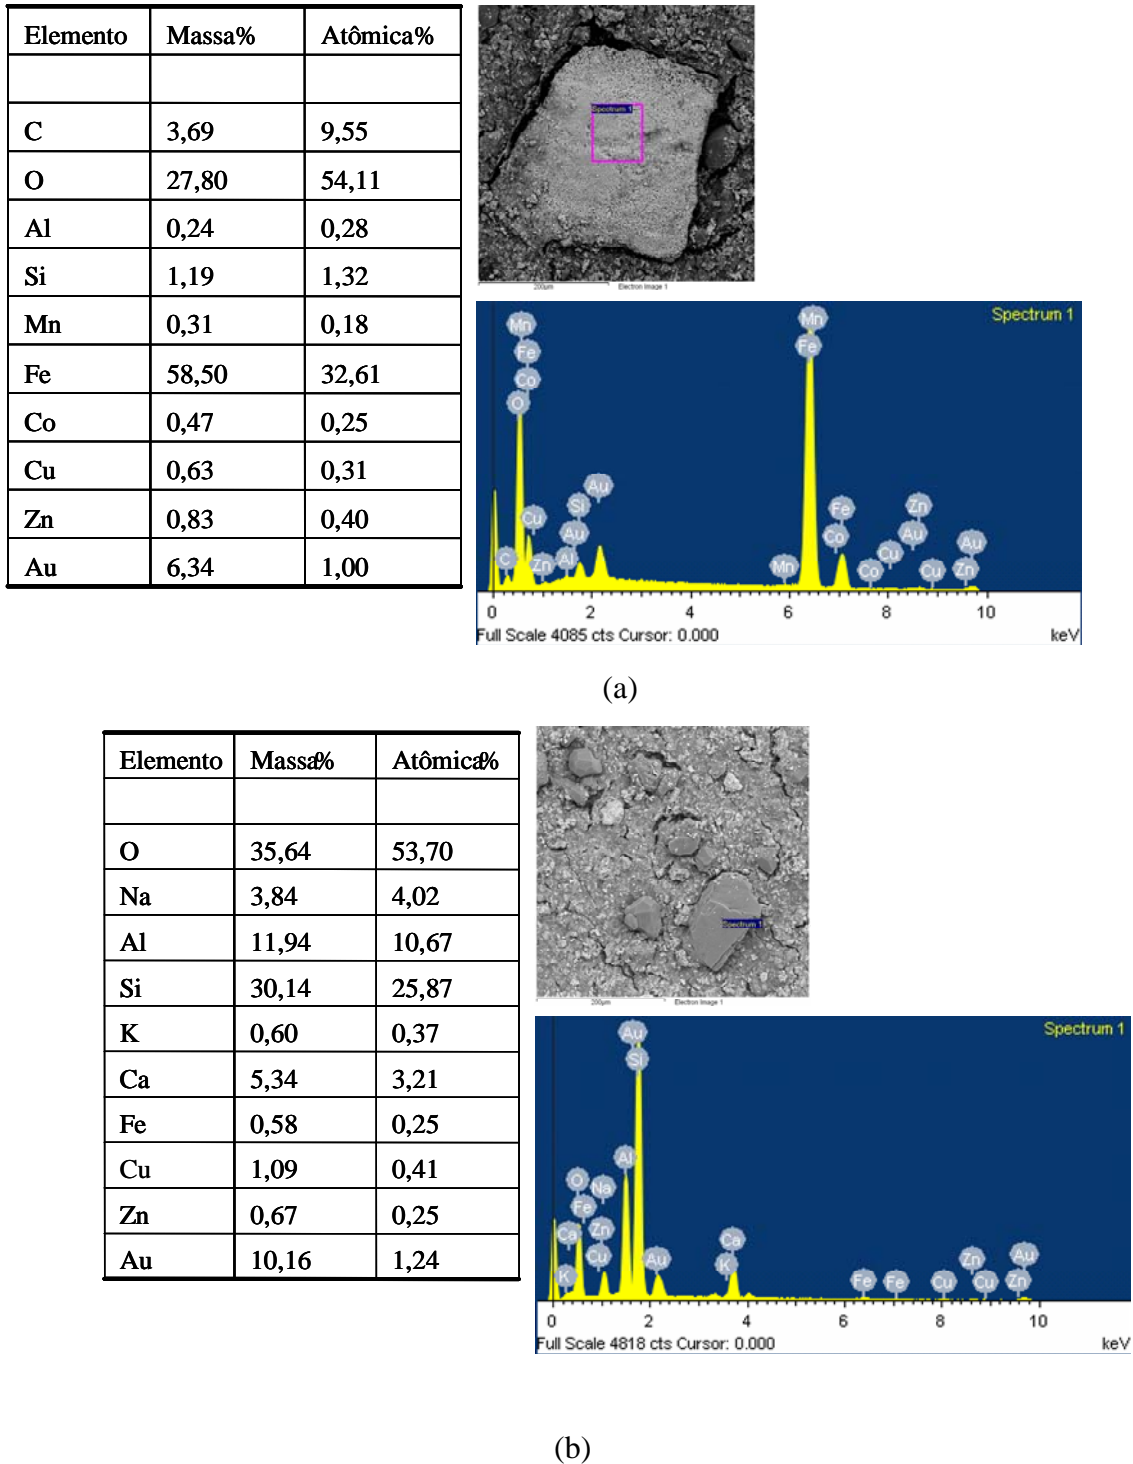 Elemento Massa% Atômica%
C 3,69 9,55
O 27,80 54,11
Al 0,24 0,28
Si 1,19 1,32
Mn 0,31 0,18
Fe 58,50 32,61
Co 0,47 0,25
Cu 0,63 0,31
Zn 0,83 0,40
Au 6,34 1,00
Spectrum 1
200µm Electron Image 1
Spectrum 1
Mn
Fe
Co
O
C
Cu
Zn
Al
Au
Si
Au
Mn
Mn
Fe
Co
Fe
Co
Cu
Au
Zn
Cu
Zn
Au
0 2 4 6 8 10
Full Scale 4085 cts Cursor: 0.000 keV
(a)
Elemento Massa% Atômica%
O 35,64 53,70
Na 3,84 4,02
Al 11,94 10,67
Si 30,14 25,87
K 0,60 0,37
Ca 5,34 3,21
Fe 0,58 0,25
Cu 1,09 0,41
Zn 0,67 0,25
Au 10,16 1,24
Spectrum 1
200µm Electron Image 1
Spectrum 1
Au
Si
Al
O
Fe
Ca
K
Na
Zn
Cu
Au
Ca
K
Fe
Fe
Cu
Zn
Cu
Au
Zn
0 2 4 6 8 10
Full Scale 4818 cts Cursor: 0.000 keV
(b)